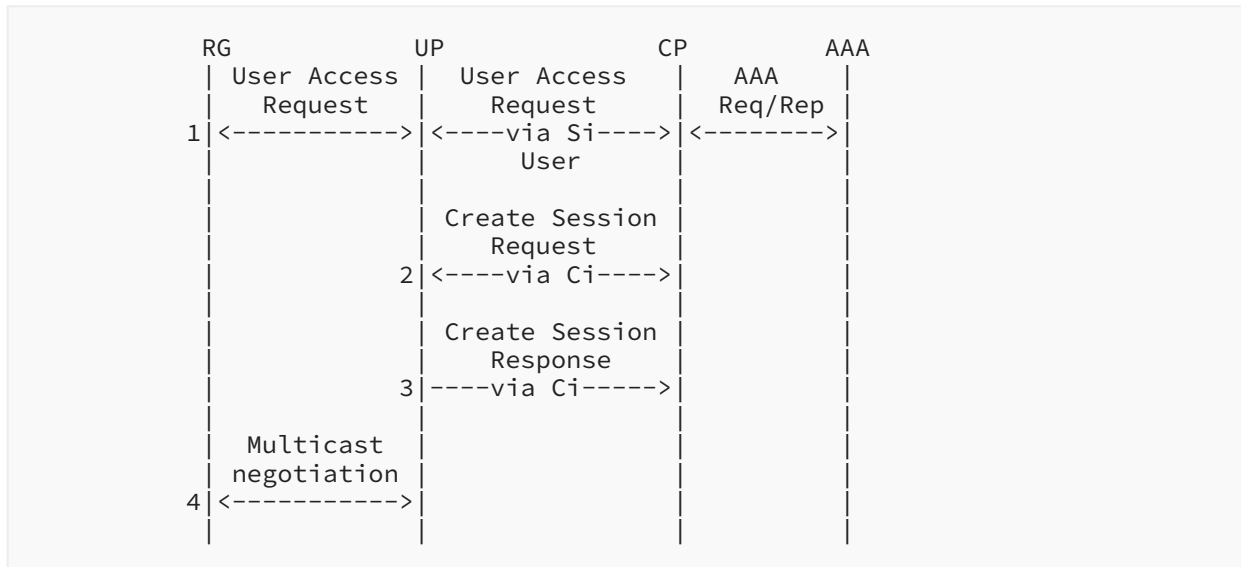 RG                UP                  CP           AAA
| User Access  |  User Access   |    AAA     |
|   Request    |    Request     |  Req/Rep   |
1|<----------->|<----via Si---->|<-------->|
|              |      User      |            |
|              |                |            |
|              | Create Session |            |
|              |    Request     |            |
|             2|<----via Ci---->|            |
|              |                |            |
|              | Create Session |            |
|              |    Response    |            |
|             3|----via Ci----->|            |
|              |                |            |
|  Multicast   |                |            |
| negotiation  |                |            |
4|<----------->|                |            |
|              |                |            |